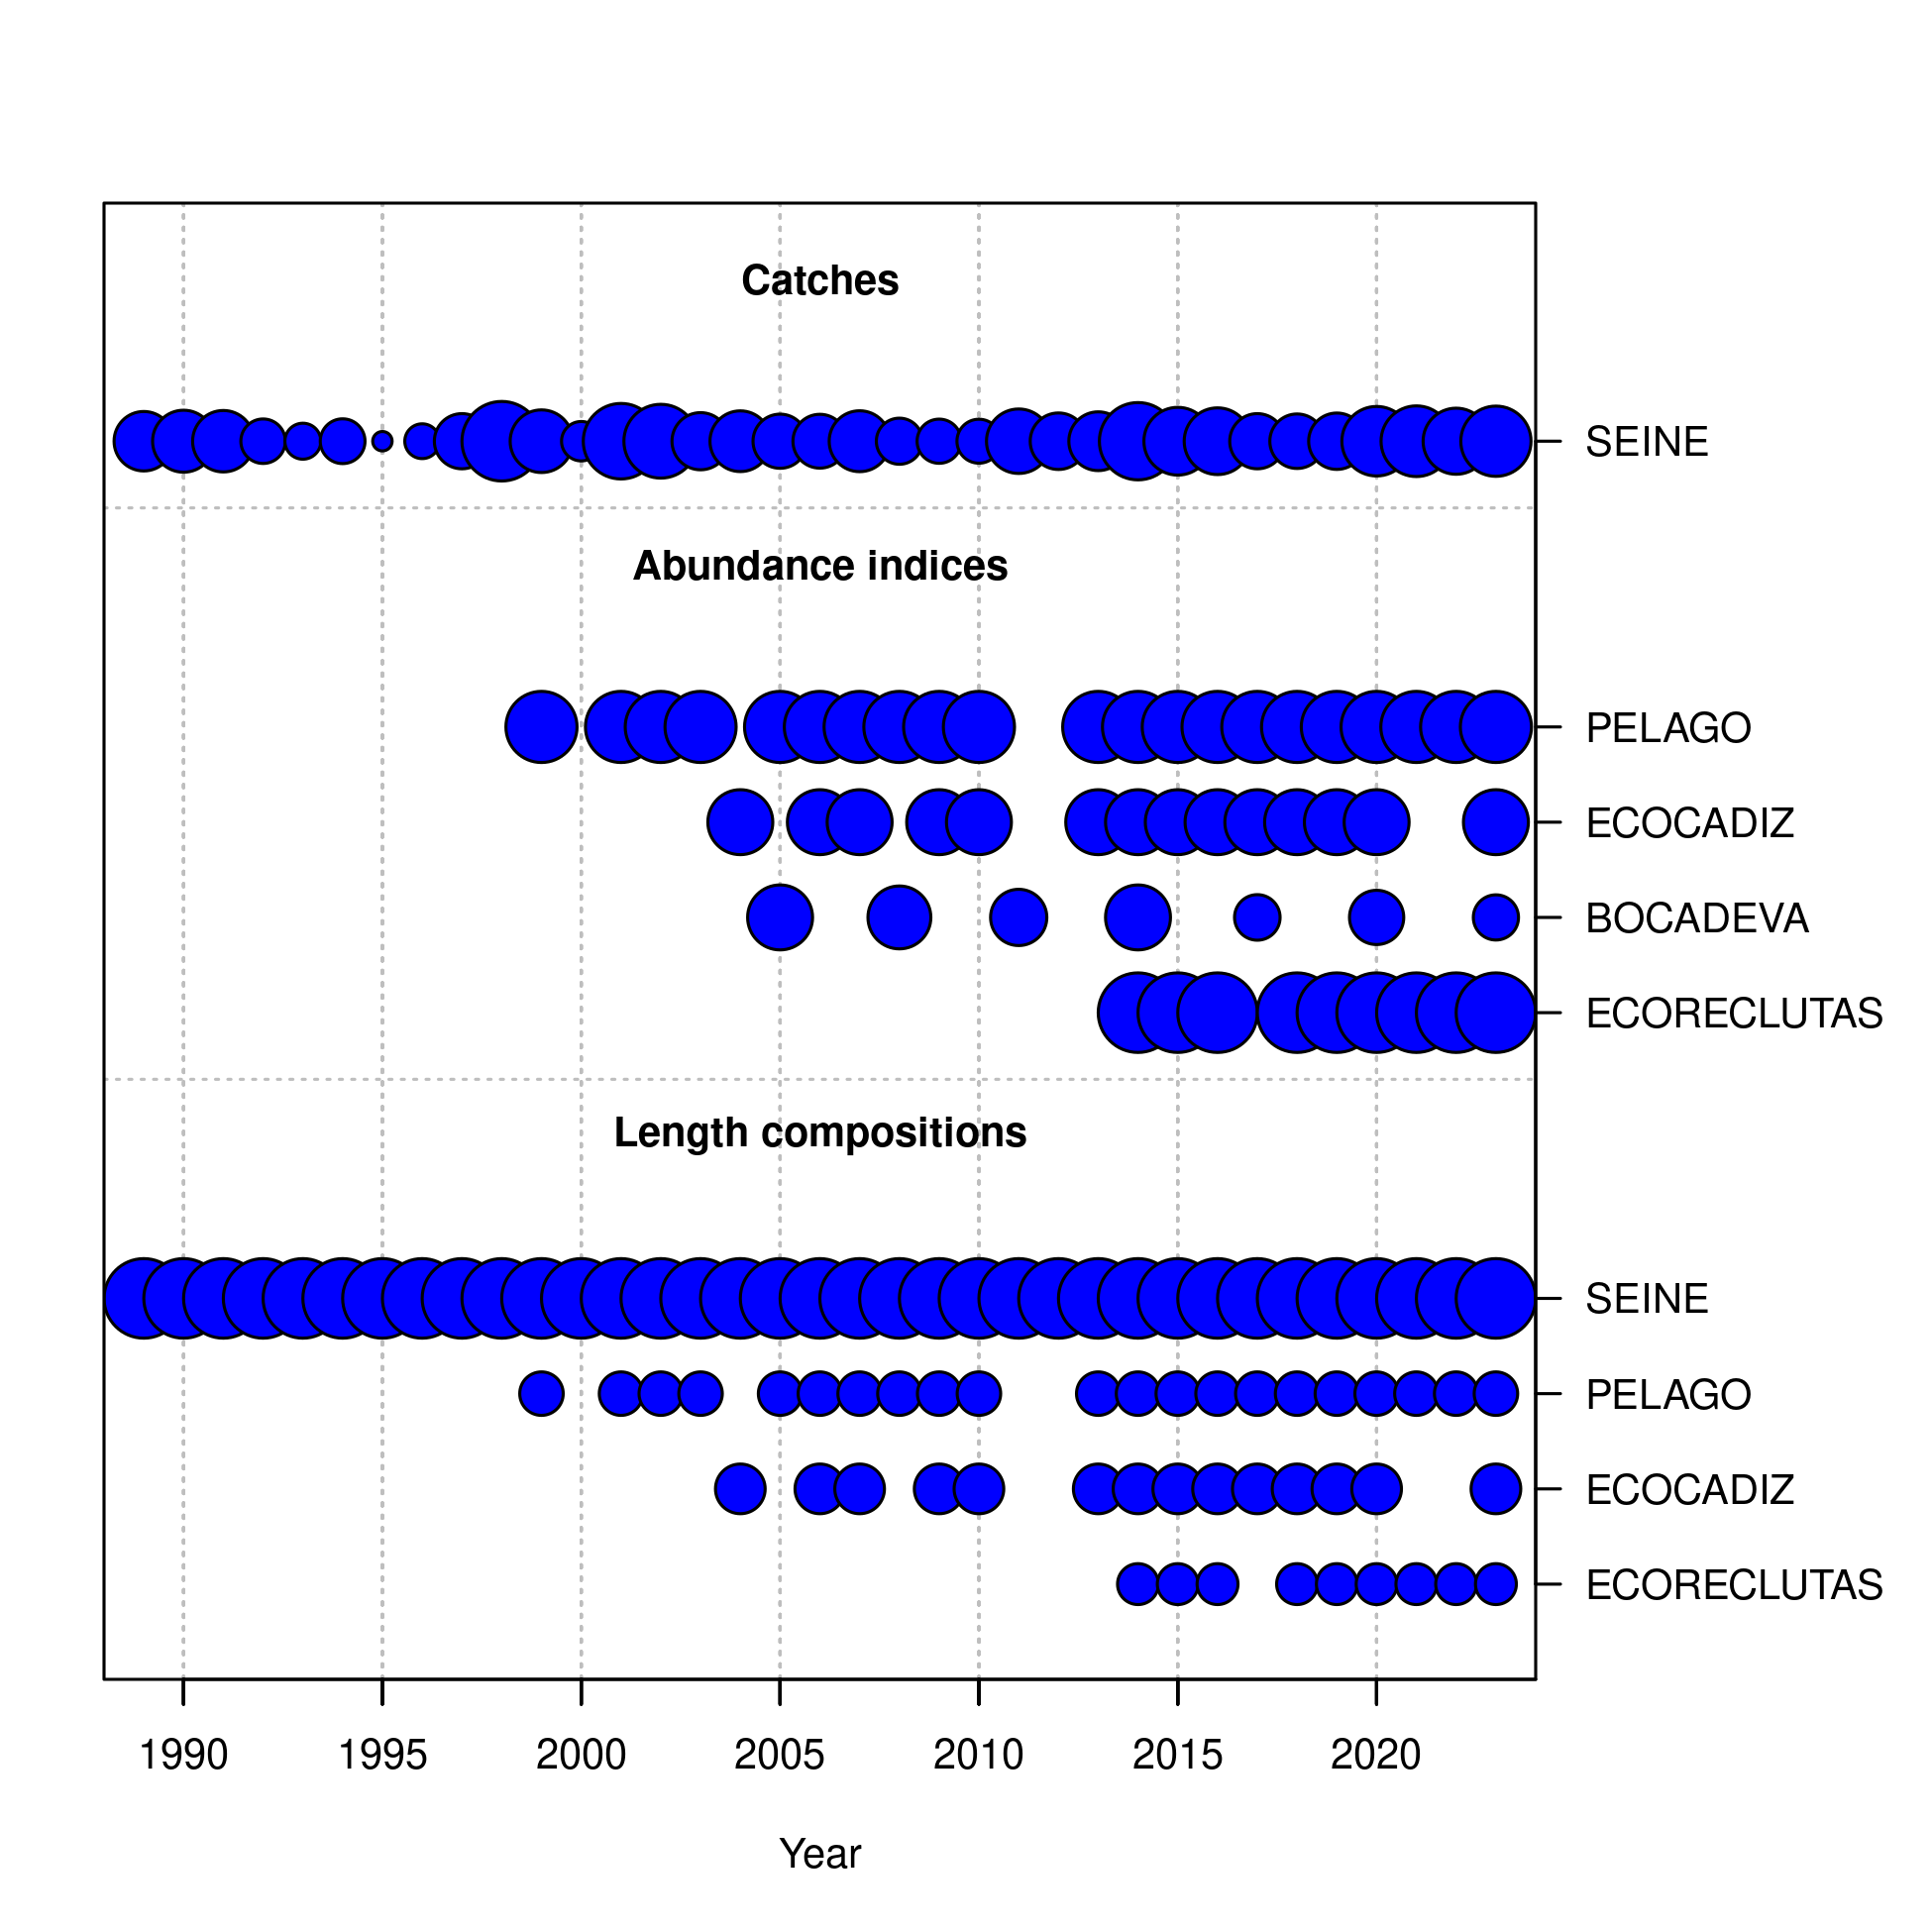 Catches
SEINE
Abundance indices
PELAGO
ECOCADIZ
BOCADEVA
ECORECLUTAS
Length compositions
SEINE
PELAGO
ECOCADIZ
ECORECLUTAS
1990 1995 2000 2005 2010 2015 2020
Year